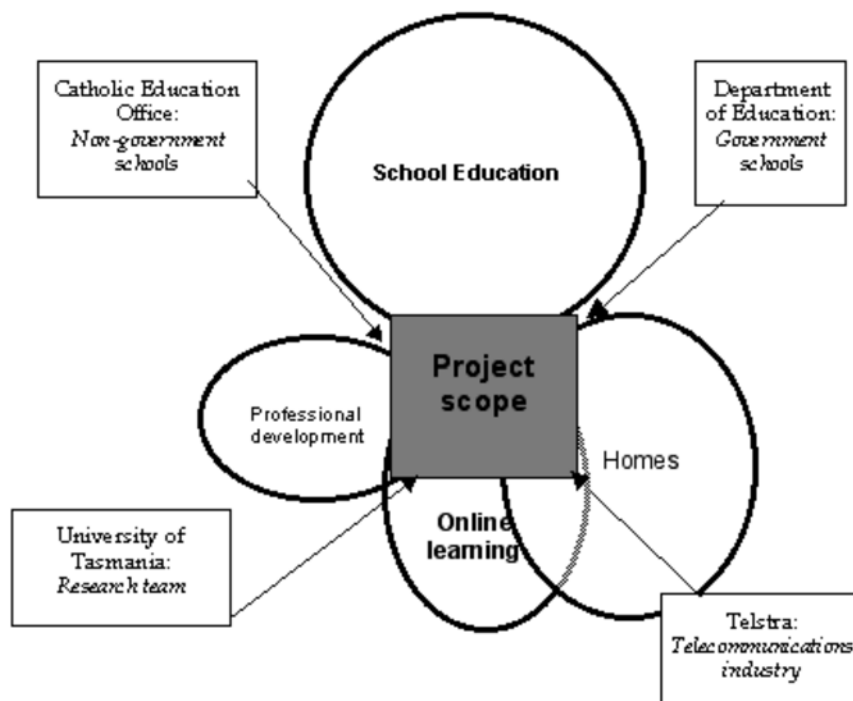 Catholic Education
Office:
Non-government
schools
School Education
Department
of Education:
Government
schools
Project
scope
Professional
development
Homes
Online
learning
University of
Tasmania:
Research team
Telstra:
Telecommunications
industry